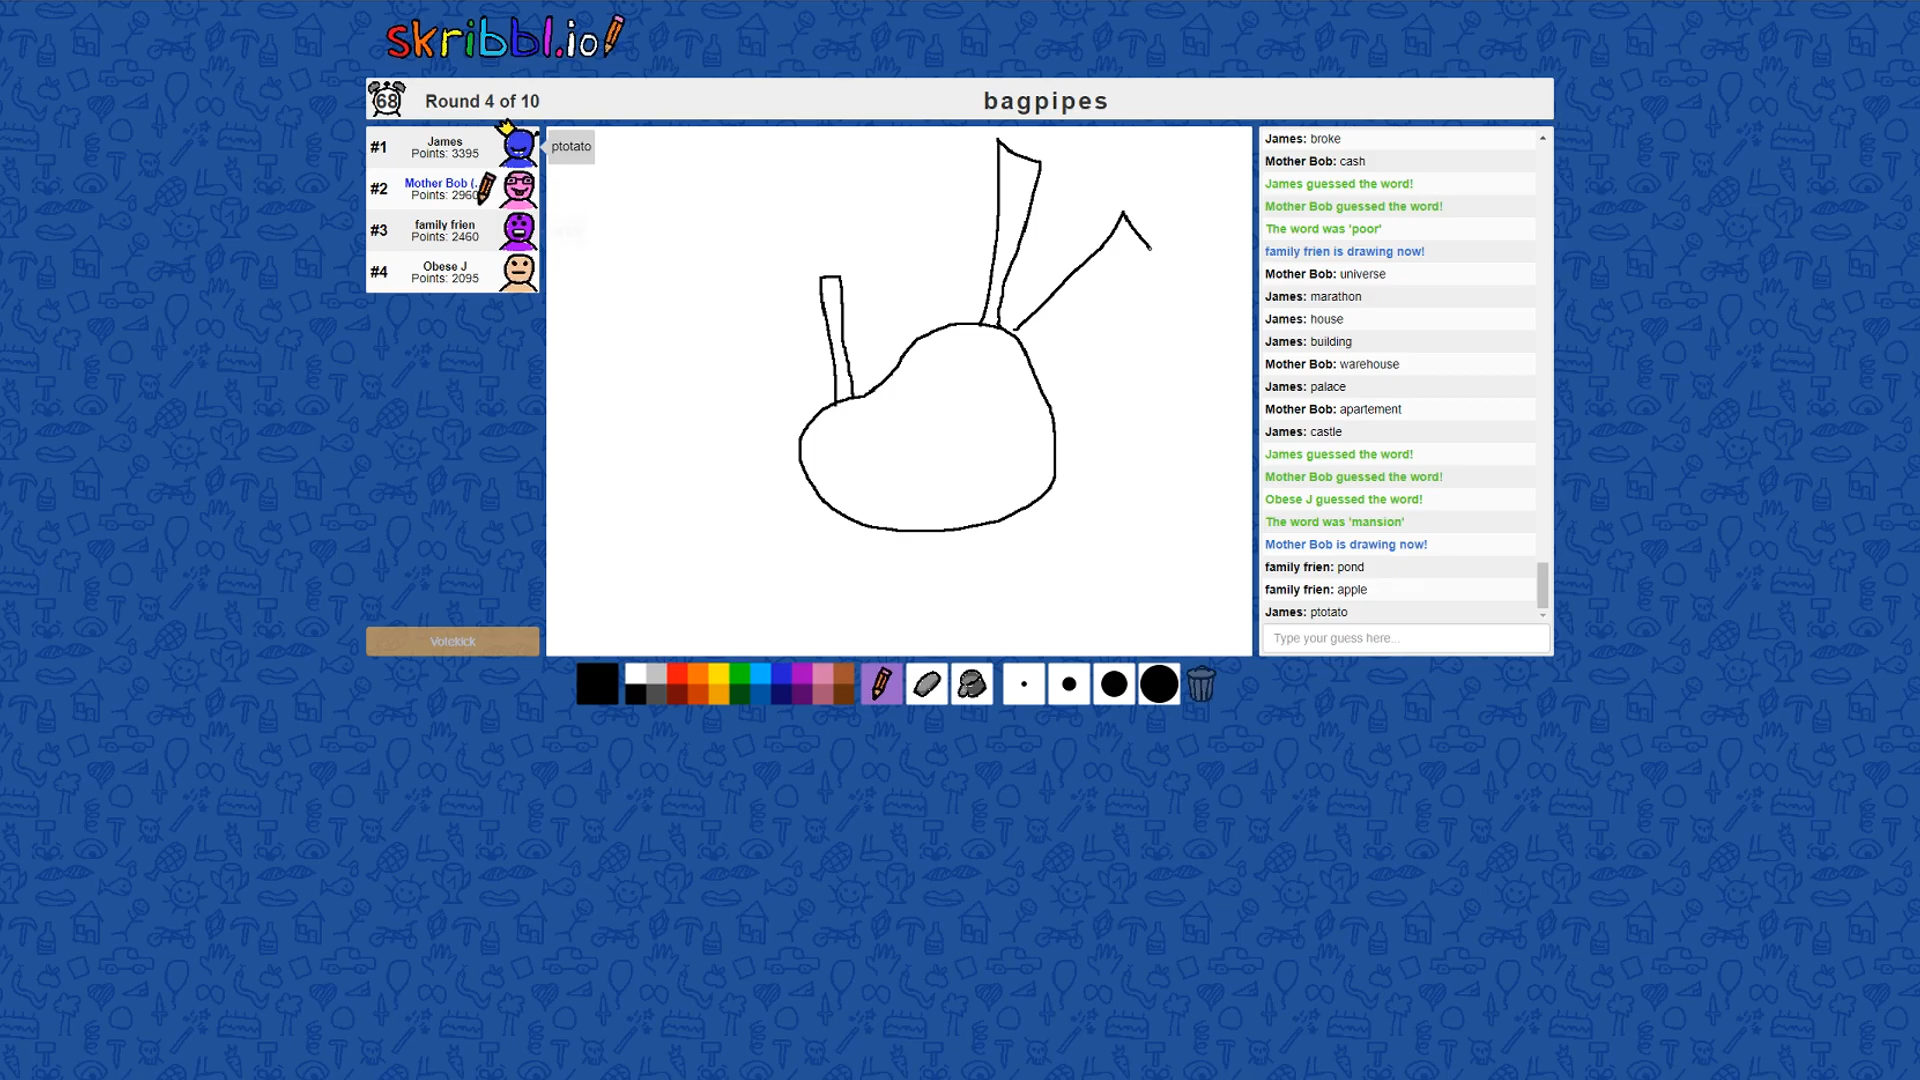 skribbl.io
68
Round 4 of 10
bagpipes
#1
James
Points: 3395
ptotato
#2
Mother Bob (.
Points: 2960
#3
family frien
Points: 2460
#4
Obese J
Points: 2095
Votekick
James: broke
Mother Bob: cash
James guessed the word!
Mother Bob guessed the word!
The word was 'poor'
family frien is drawing now!
Mother Bob: universe
James: marathon
James: house
James: building
Mother Bob: warehouse
James: palace
Mother Bob: apartement
James: castle
James guessed the word!
Mother Bob guessed the word!
Obese J guessed the word!
The word was 'mansion'
Mother Bob is drawing now!
family frien: pond
family frien: apple
James: ptotato
Type your guess here...